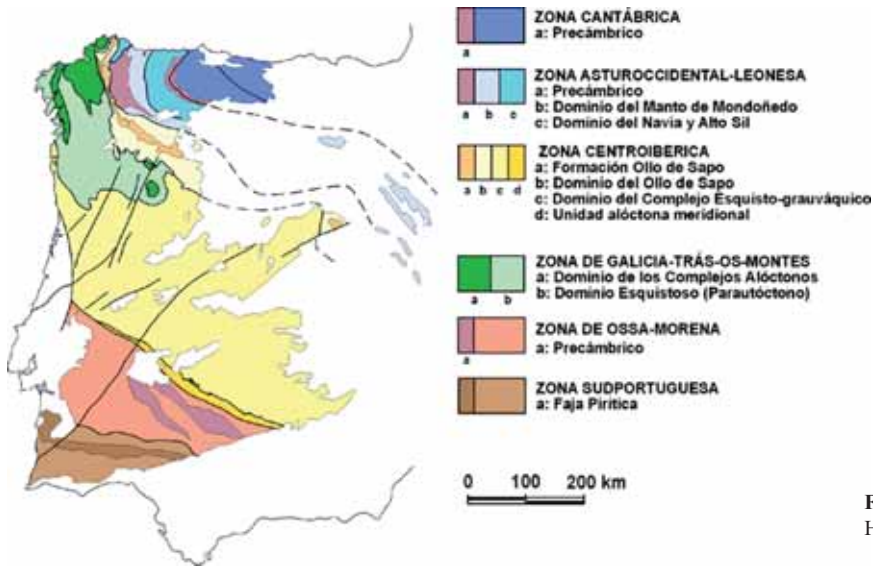 ZONA CANTÁBRICA
a: Precámbrico
a
ZONA ASTUROCCIDENTAL-LEONESA
a: Precámbrico
b: Dominio del Manto de Mondoñedo
c: Dominio del Navia y Alto Sil
a b c
ZONA CENTROIBERICA
a: Formación Ollo de Sapo
b: Dominio del Ollo de Sapo
c: Dominio del Complejo Esquisto-grauváquico
d: Unidad alóctona meridional
a b c d
ZONA DE GALICIA-TRÁS-OS-MONTES
a: Dominio de los Complejos Alóctonos
b: Dominio Esquistoso (Parautóctono)
a b
ZONA DE OSSA-MORENA
a: Precámbrico
a
ZONA SUDPORTUGUESA
a: Faja Pirítica
0 100 200 km
F
H